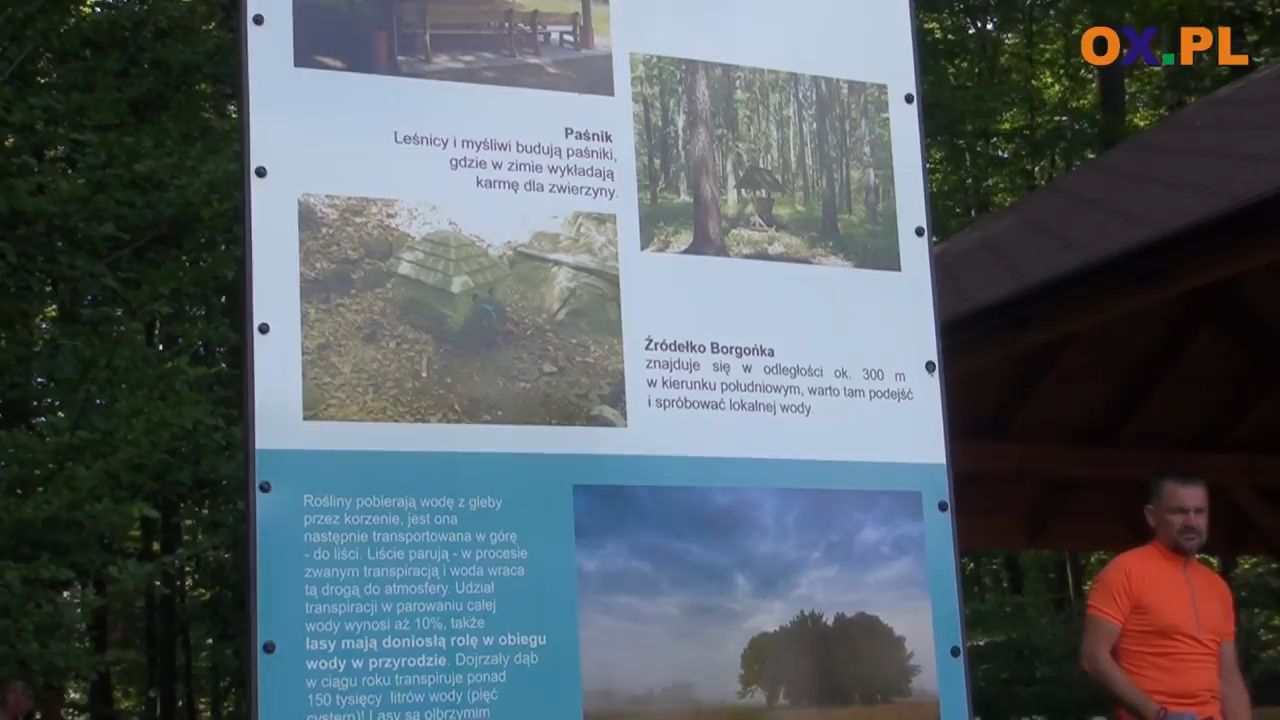 OX.PL
Paśnik
Leśnicy i myśliwi budują paśniki,
gdzie w zimie wykładają
karmę dla zwierzyny.
Źródełko Borgońka
znajduje się w odległości ok. 300 m
w kierunku południowym, warto tam podejść
i spróbować lokalnej wody.
Rośliny pobierają wodę z gleby
przez korzenie, jest ona
następnie transportowana w górę
- do liści. Liście parują - w procesie
zwanym transpiracją i woda wraca
tą drogą do atmosfery. Udział
transpiracji w parowaniu całej
wody wynosi aż 10%, także
lasy mają doniosłą rolę w obiegu
wody w przyrodzie. Dojrzały dąb
w ciągu roku transpiruje ponad
150 tysięcy litrów wody (pięć
cystern)! Lasy są olbrzymim